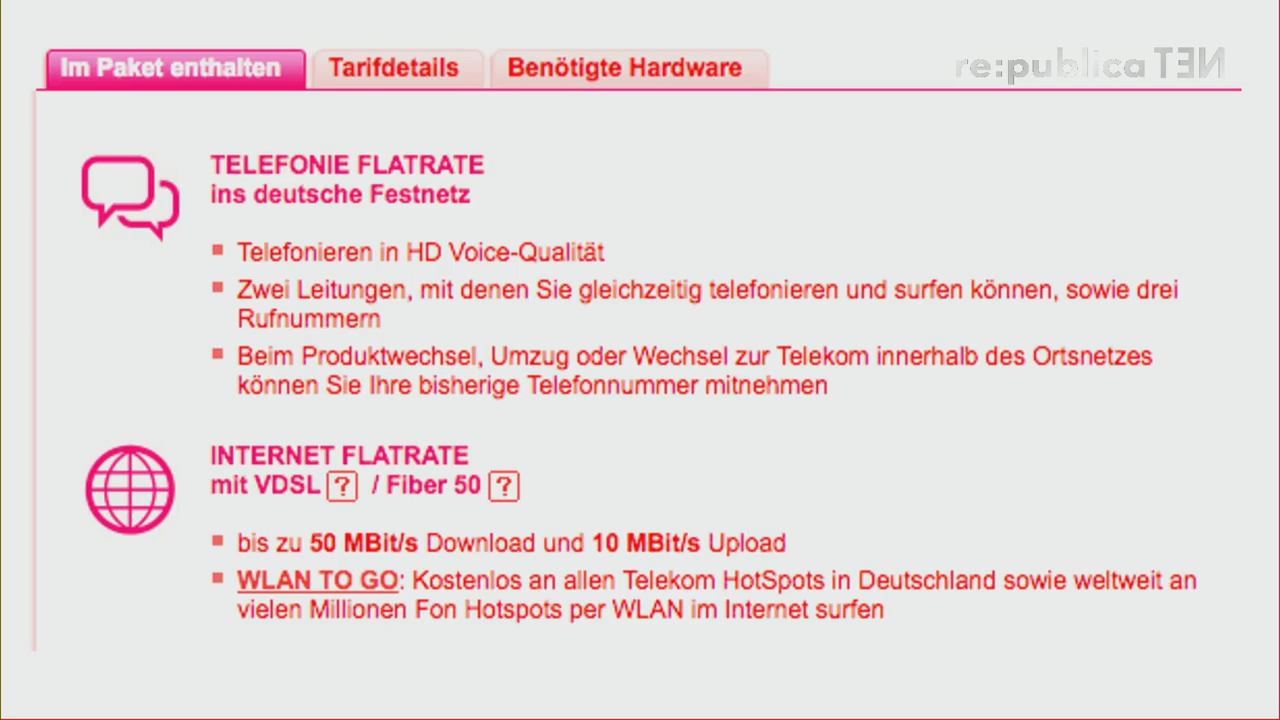 Im Paket enthalten
Tarifdetails
Benötigte Hardware
re:publica TEN
TELEFONIE FLATRATE
ins deutsche Festnetz
Telefonieren in HD Voice-Qualität
Zwei Leitungen, mit denen Sie gleichzeitig telefonieren und surfen können, sowie drei
Rufnummern
Beim Produktwechsel, Umzug oder Wechsel zur Telekom innerhalb des Ortsnetzes
können Sie Ihre bisherige Telefonnummer mitnehmen
INTERNET FLATRATE
mit VDSL ? / Fiber 50 ?
bis zu 50 MBit/s Download und 10 MBit/s Upload
WLAN TO GO: Kostenlos an allen Telekom HotSpots in Deutschland sowie weltweit an
vielen Millionen Fon Hotspots per WLAN im Internet surfen